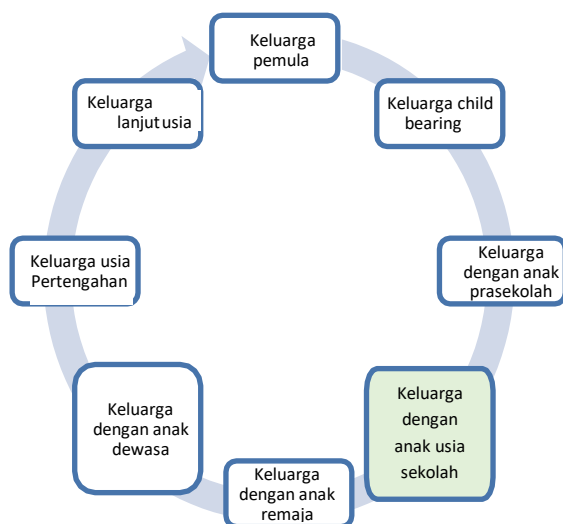 Keluarga
pemula
Keluarga child
bearing
Keluarga
dengan anak
prasekolah
Keluarga
dengan
anak usia
sekolah
Keluarga
dengan anak
remaja
Keluarga
dengan anak
dewasa
Keluarga usia
Pertengahan
Keluarga
lanjut usia